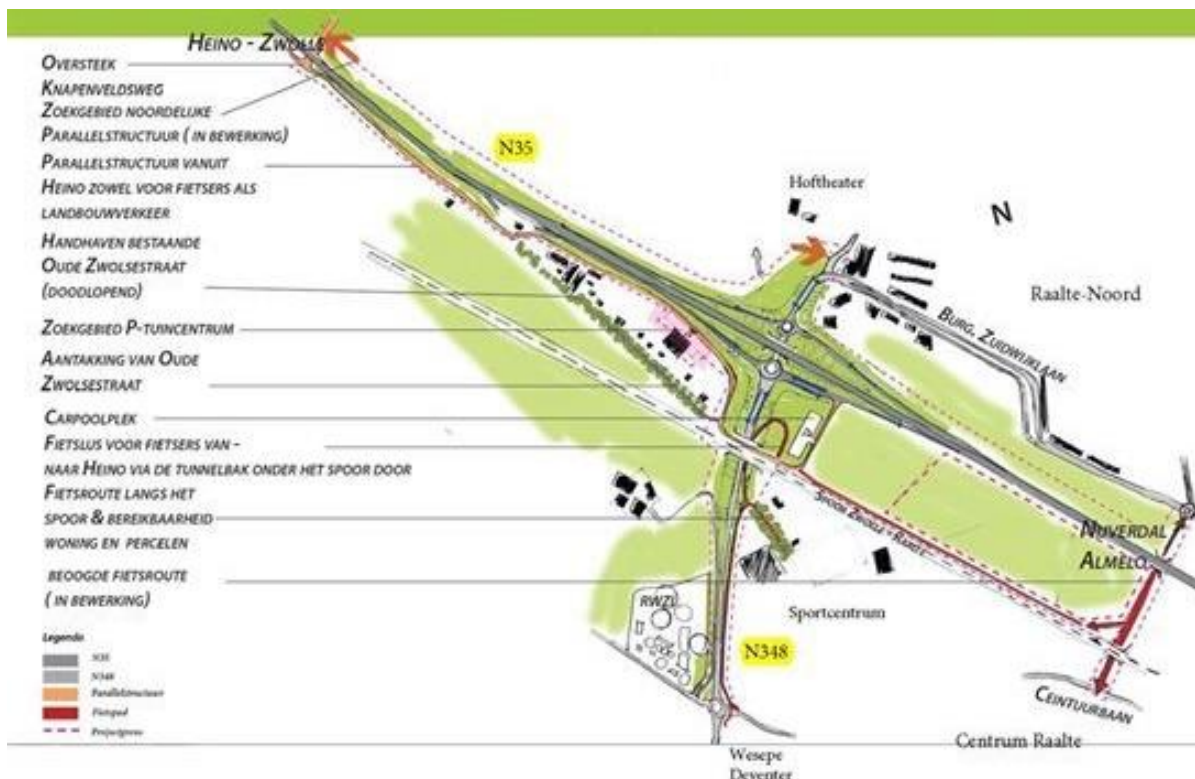 HEINO - ZWOLLE
OVERSTEEK
KNAPENVELDSWEG
ZOEKGEBIED NOORDELIJKE
PARALLELSTRUCTUUR ( IN BEWERKING)
PARALLELSTRUCTUUR VANUIT
HEINO ZOWEL VOOR FIETSERS ALS
LANDBOUWVERKEER
HANDHAVEN BESTAANDE
OUDE ZWOLSESTRAAT
(DOODLOPEND)
ZOEKGEBIED P-TUINCENTRUM
AANTAKKING VAN OUDE
ZWOLSESTRAAT
CARPOOLPLEK
FIETSLUS VOOR FIETSERS VAN -
NAAR HEINO VIA DE TUNNELBAK ONDER HET SPOOR DOOR
FIETSROUTE LANGS HET
SPOOR & BEREIKBAARHEID
WONING EN PERCELEN
BEOOGDE FIETSROUTE
( IN BEWERKING)
Legenda
N35
N348
Parallelstructuur
Fietspad
Projectgrens
N35
Hoftheater
N
Raalte-Noord
BURG. ZUIDWIJKLAAN
SPOOR ZWOLLE - RAALTE
NIJVERDAL
ALMELO
Sportcentrum
RWZI
N348
CEINTUURBAAN
Centrum Raalte
Wesepe
Deventer